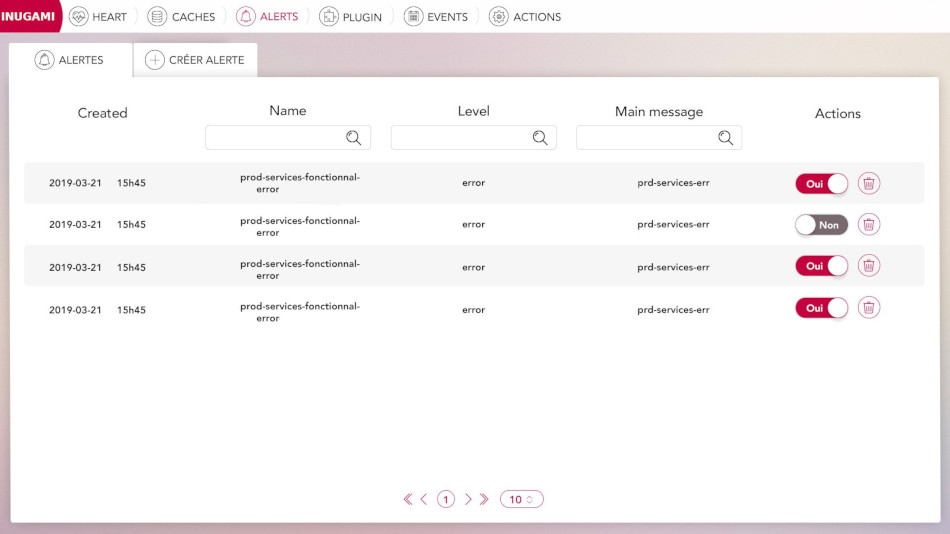 INUGAMI HEART CACHES ALERTS PLUGIN EVENTS ACTIONS
ALERTES CRÉER ALERTE
Created Name Level Main message Actions
2019-03-21 15h45 prod-services-fonctionnal-
error error prd-services-err Oui
2019-03-21 15h45 prod-services-fonctionnal-
error error prd-services-err Non
2019-03-21 15h45 prod-services-fonctionnal-
error error prd-services-err Oui
2019-03-21 15h45 prod-services-fonctionnal-
error error prd-services-err Oui
1 10